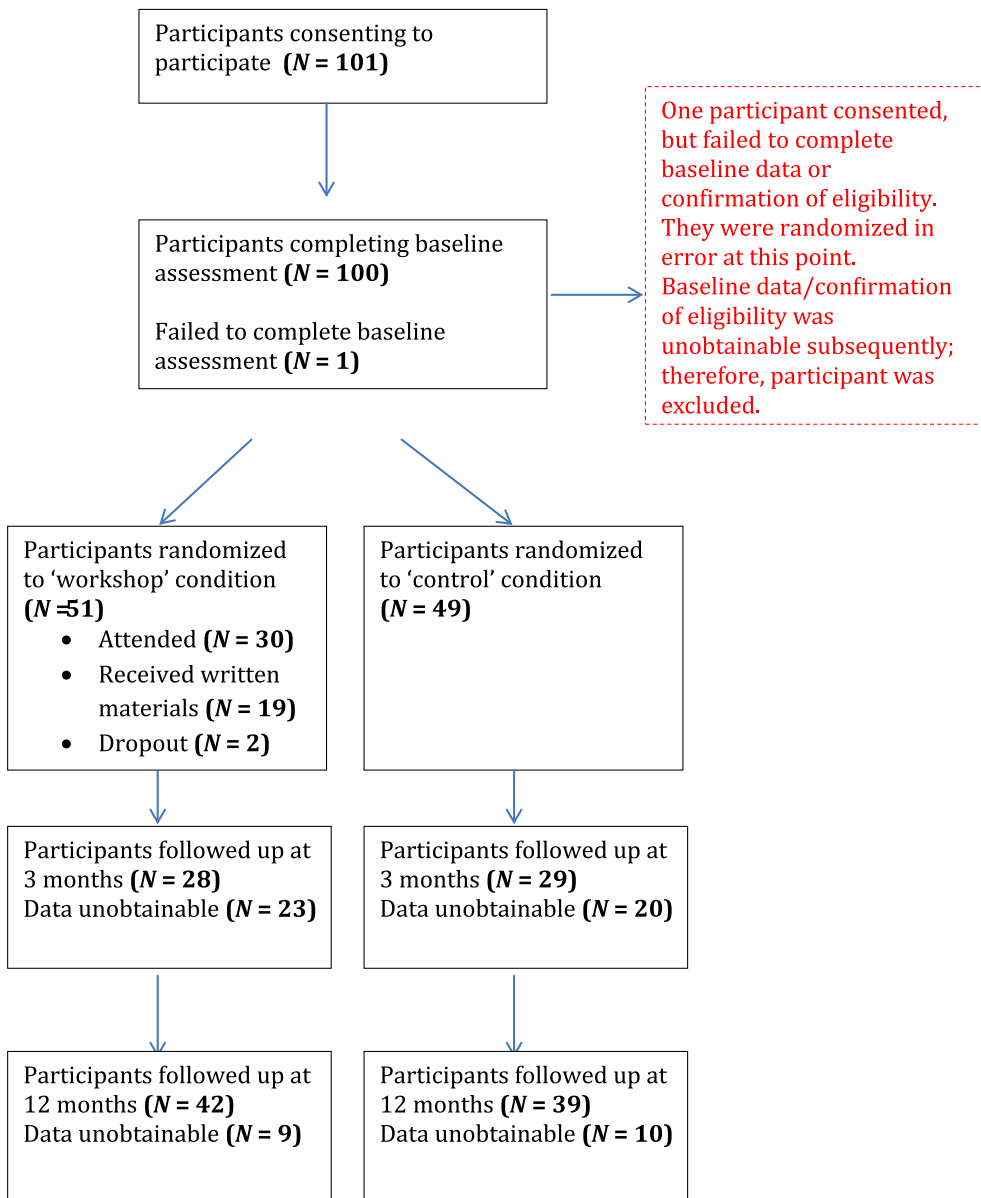 Participants consenting to
participate (N = 101)
One participant consented,
but failed to complete
baseline data or
confirmation of eligibility.
They were randomized in
error at this point.
Baseline data/confirmation
of eligibility was
unobtainable subsequently;
therefore, participant was
excluded.
Participants completing baseline
assessment (N = 100)
Failed to complete baseline
assessment (N = 1)
Participants randomized
to ‘workshop’ condition
(N =51)
• Attended (N = 30)
• Received written
materials (N = 19)
• Dropout (N = 2)
Participants randomized
to ‘control’ condition
(N = 49)
Participants followed up at
3 months (N = 28)
Data unobtainable (N = 23)
Participants followed up at
3 months (N = 29)
Data unobtainable (N = 20)
Participants followed up at
12 months (N = 42)
Data unobtainable (N = 9)
Participants followed up at
12 months (N = 39)
Data unobtainable (N = 10)